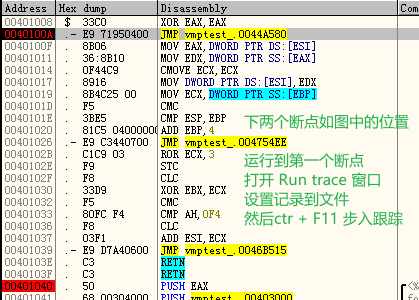 Address Hex dump Disassembly Com
00401008 $ 33C0 XOR EAX,EAX
0040100A .- E9 71950400 JMP vmptest_.0044A580
0040100F . 8B06 MOV EAX,DWORD PTR DS:[ESI]
00401011 . 36:8B10 MOV EDX,DWORD PTR SS:[EAX]
00401014 . 0F44C9 CMOVE ECX,ECX
00401017 . 8916 MOV DWORD PTR DS:[ESI],EDX
00401019 . 8B4C25 00 MOV ECX,DWORD PTR SS:[EBP]
0040101D . F5 CMC
0040101E . 3BE5 CMP ESP,EBP
00401020 . 81C5 04000000 ADD EBP,4
00401026 .- E9 C3440700 JMP vmptest_.004754EE
0040102B . C1C9 03 ROR ECX,3
0040102E . F9 STC
0040102F . F8 CLC
00401030 . 33D9 XOR EBX,ECX
00401032 . F5 CMC
00401033 . 80FC F4 CMP AH,0F4
00401036 . F8 CLC
00401037 . 03F1 ADD ESI,ECX
00401039 .- E9 D7A40600 JMP vmptest_.0046B515
0040103E . C3 RETN
0040103F . C3 RETN
00401040 . 50 PUSH EAX
00401041 . 68 00304000 PUSH vmptest_.00403000
下两个断点如图中的位置
运行到第一个断点
打开 Run trace 窗口
设置记录到文件
然后ctr + F11 步入跟踪